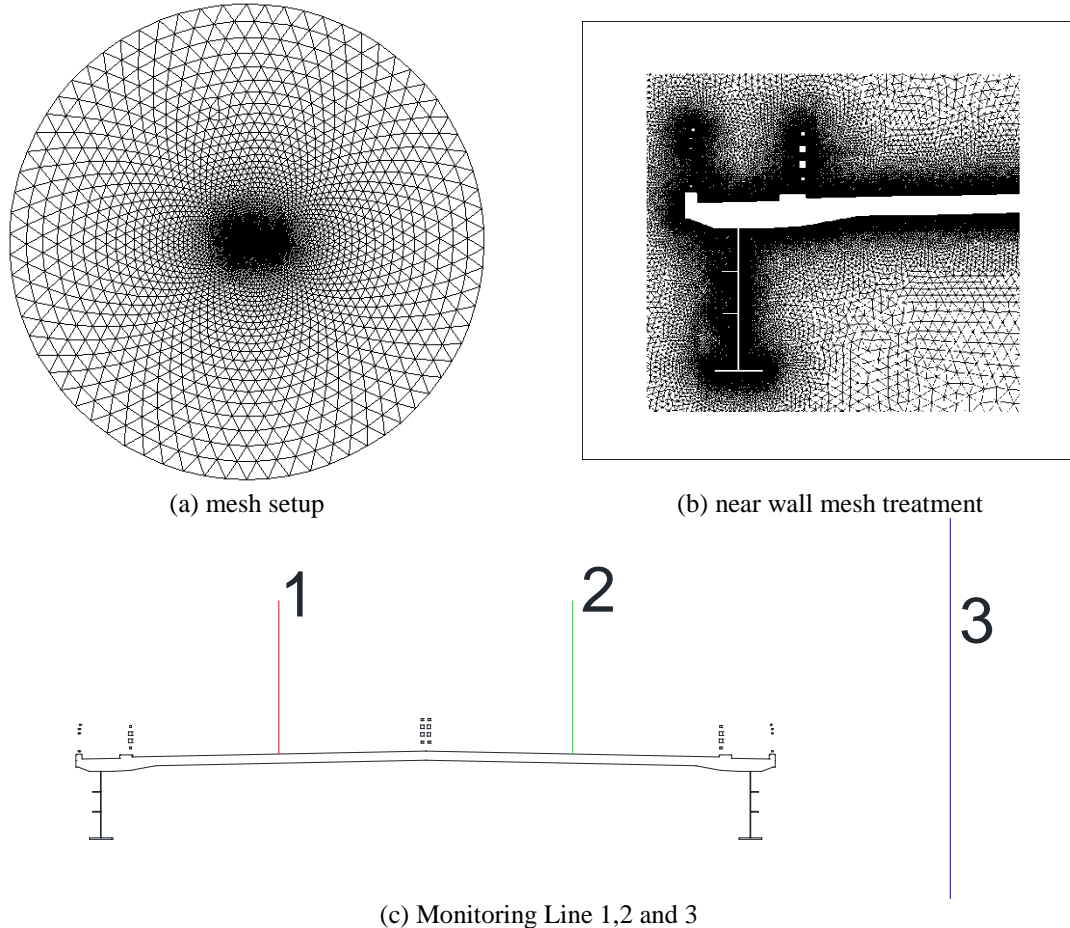 (a) mesh setup
(b) near wall mesh treatment
1
2
3
(c) Monitoring Line 1,2 and 3